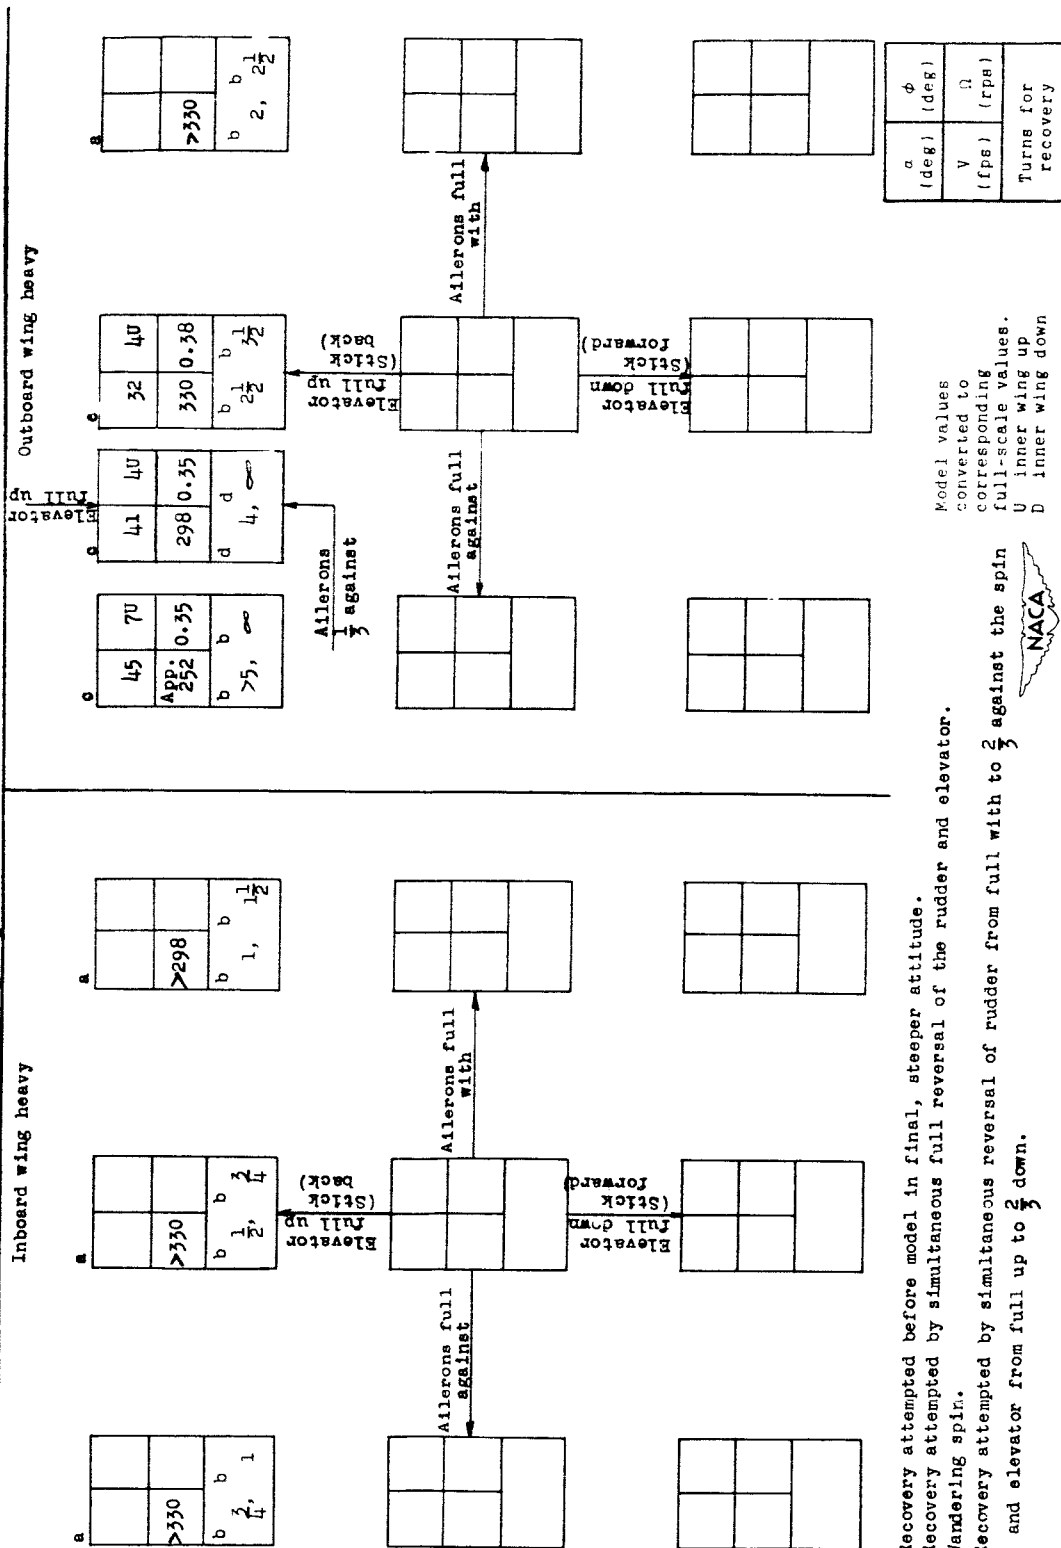 Inboard wing heavy
Outboard wing heavy
a
>330
b 3/4, b 1
a
>330
b 1/2, b 3/4
a
>298
b 1, b 1 1/2
c
45 7U
App. 252 0.35
b >5, b ∞
c
41 4U
298 0.35
d 4, d ∞
c
32 4U
330 0.38
b 2 1/2 b 3 1/2
a
>330
b 2, b 2 1/2
Elevator
full up
Ailerons
1/3 against
Elevator
full up
(Stick
back)
Elevator
full up
(Stick
back)
Ailerons full
against
Ailerons full
with
Ailerons full
against
Ailerons full
with
Elevator
full down
(Stick
forward)
Elevator
full down
(Stick
forward)
ecovery attempted before model in final, steeper attitude.
ecovery attempted by simultaneous full reversal of the rudder and elevator.
andering spin.
ecovery attempted by simultaneous reversal of rudder from full with to 2/3 against the spin
and elevator from full up to 2/3 down.
Model values
converted to
corresponding
full-scale values.
U inner wing up
D inner wing down
α (deg) φ (deg)
V (fps) Ω (rps)
Turns for
recovery
NACA